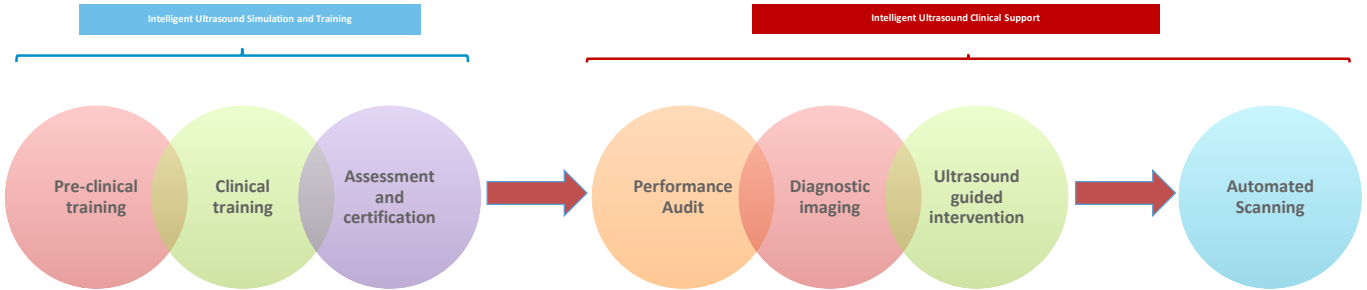 Intelligent Ultrasound Simulation and Training
Intelligent Ultrasound Clinical Support
Pre-clinical
training
Clinical
training
Assessment
and
certification
Performance
Audit
Diagnostic
imaging
Ultrasound
guided
intervention
Automated
Scanning